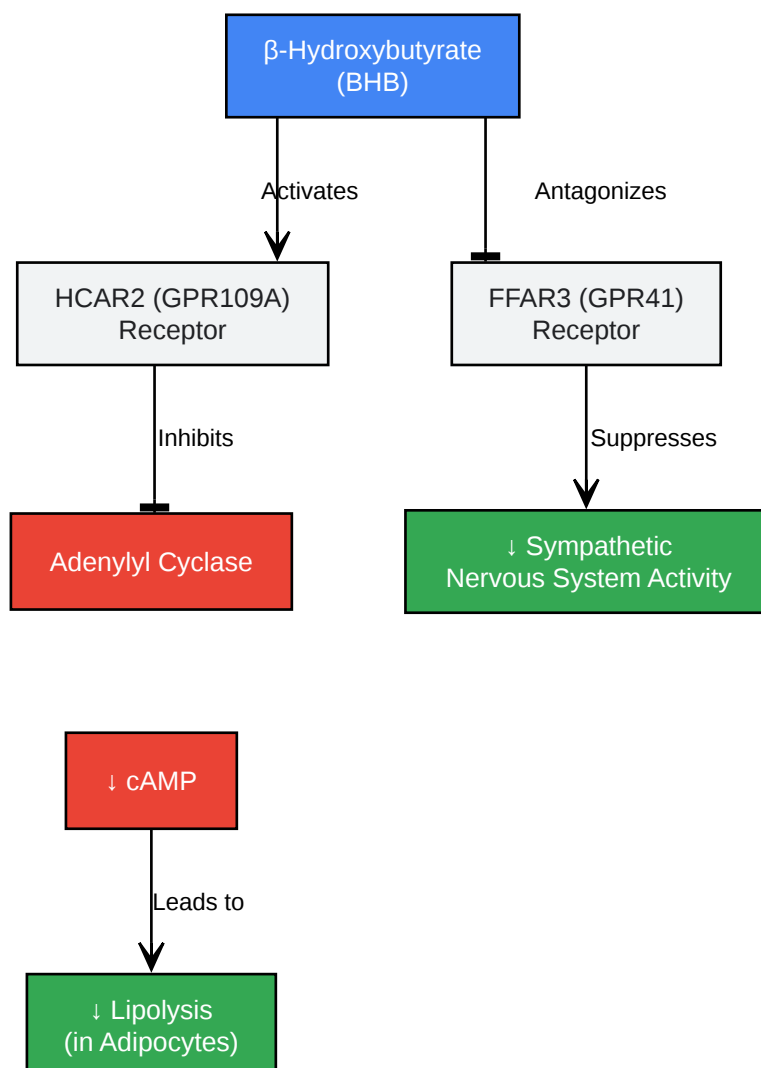 β-Hydroxybutyrate
(BHB)
Activates
Antagonizes
HCAR2 (GPR109A)
Receptor
FFAR3 (GPR41)
Receptor
Inhibits
Suppresses
Adenylyl Cyclase
↓ Sympathetic
Nervous System Activity
↓ cAMP
Leads to
↓ Lipolysis
(in Adipocytes)